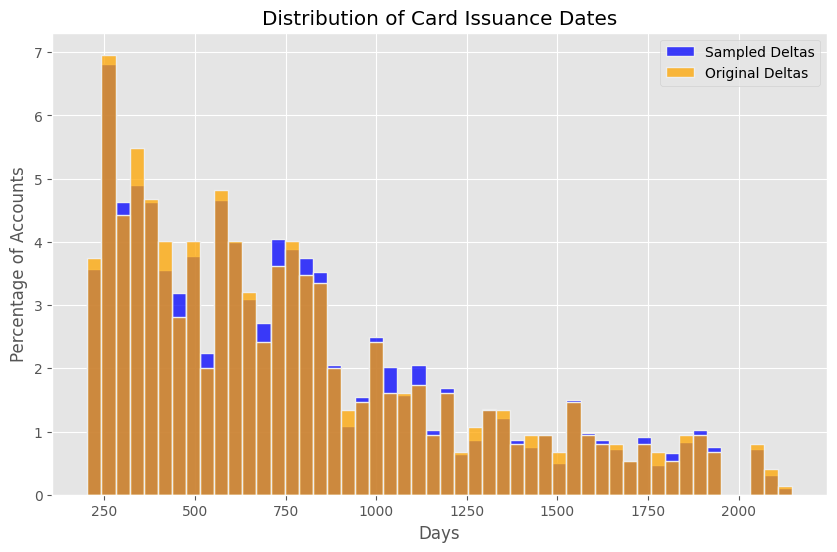 Distribution of Card Issuance Dates
Sampled Deltas
Original Deltas
Percentage of Accounts
7
6
5
4
3
2
1
0
250 500 750 1000 1250 1500 1750 2000
Days